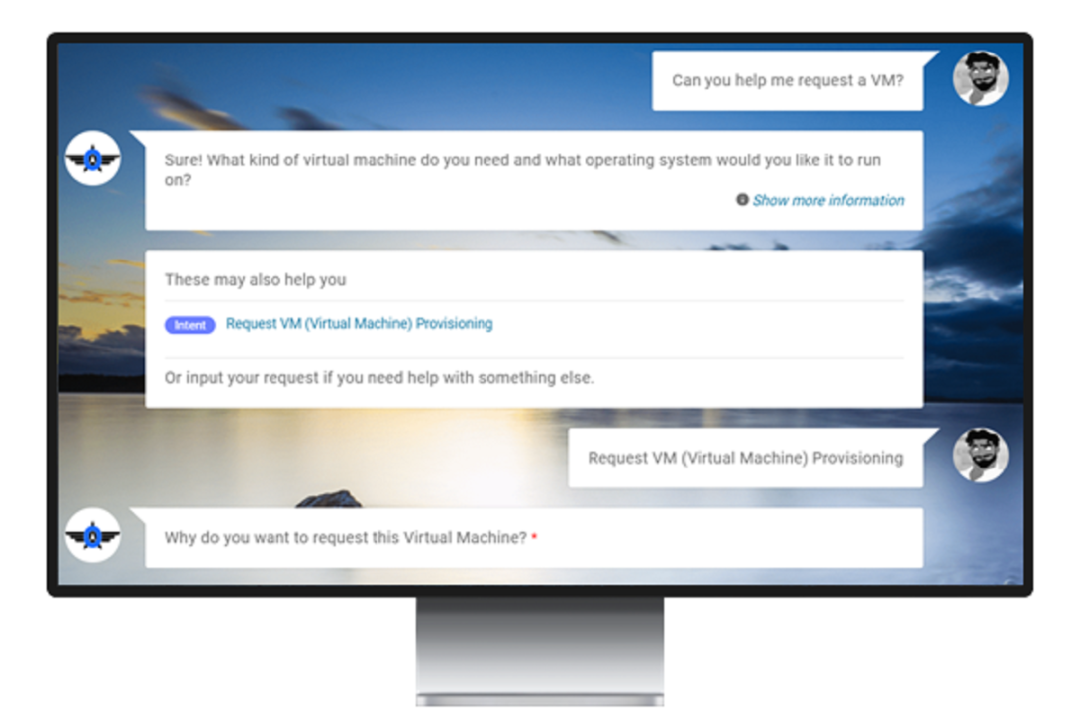 Can you help me request a VM?
Sure! What kind of virtual machine do you need and what operating system would you like it to run
on?
Show more information
These may also help you
Intent
Request VM (Virtual Machine) Provisioning
Or input your request if you need help with something else.
Request VM (Virtual Machine) Provisioning
Why do you want to request this Virtual Machine? *